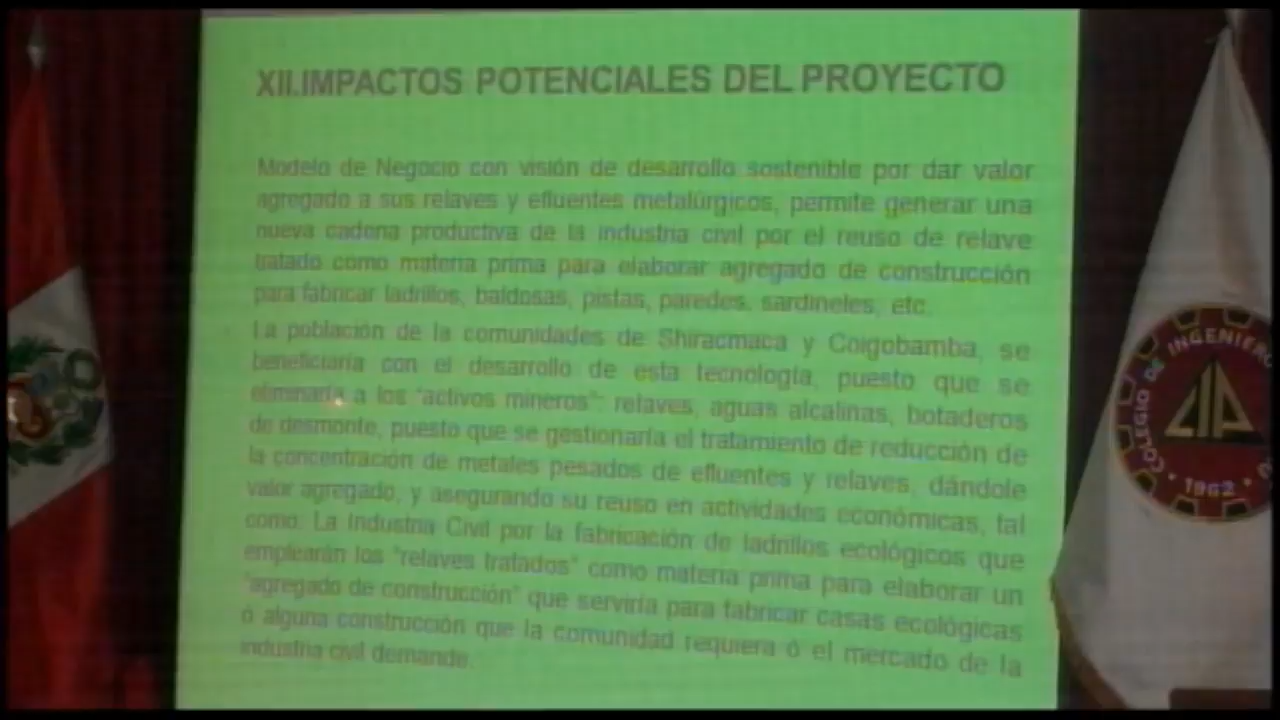 XII.IMPACTOS POTENCIALES DEL PROYECTO
Modelo de Negocio con visión de desarrollo sostenible por dar valor
agregado a sus relaves y efluentes metalúrgicos, permite generar una
nueva cadena productiva de la industria civil por el reuso de relave
tratado como materia prima para elaborar agregado de construcción
para fabricar ladrillos, baldosas, pistas, paredes, sardineles, etc.
La población de la comunidades de Shiracmaca y Coigobamba, se
beneficiaría con el desarrollo de esta tecnología, puesto que se
eliminaría a los "activos mineros": relaves, aguas alcalinas, botaderos
de desmonte, puesto que se gestionaría el tratamiento de reducción de
la concentración de metales pesados de efluentes y relaves, dándole
valor agregado, y asegurando su reuso en actividades económicas, tal
como: La Industria Civil por la fabricación de ladrillos ecológicos que
emplearán los "relaves tratados" como materia prima para elaborar un
"agregado de construcción" que serviría para fabricar casas ecológicas
ó alguna construcción que la comunidad requiera ó el mercado de la
industria civil demande.
COLEGIO DE INGENIERO
CIP
1962